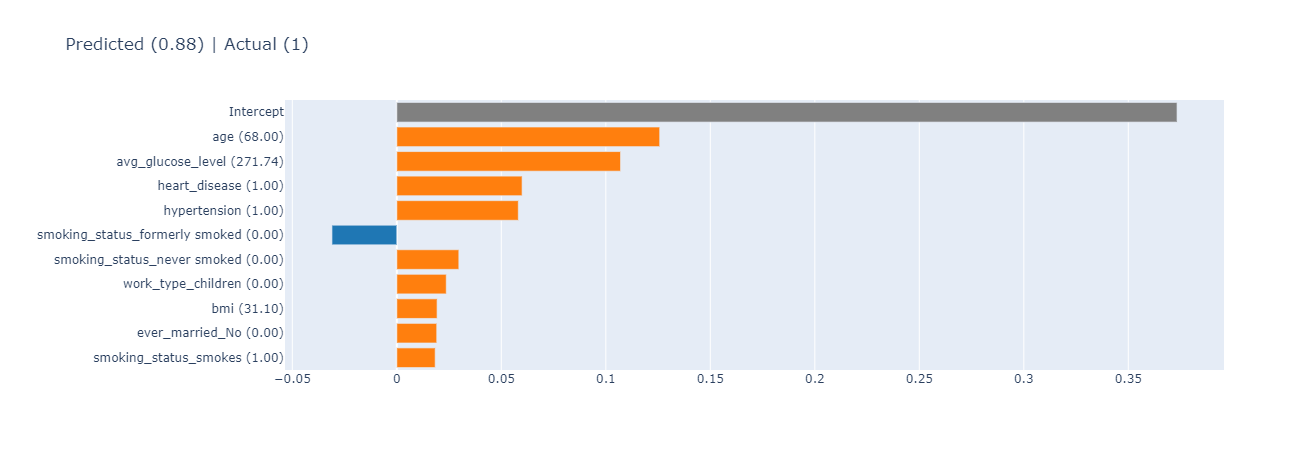 Predicted (0.88) | Actual (1)
Intercept
age (68.00)
avg_glucose_level (271.74)
heart_disease (1.00)
hypertension (1.00)
smoking_status_formerly smoked (0.00)
smoking_status_never smoked (0.00)
work_type_children (0.00)
bmi (31.10)
ever_married_No (0.00)
smoking_status_smokes (1.00)
−0.05 0 0.05 0.1 0.15 0.2 0.25 0.3 0.35